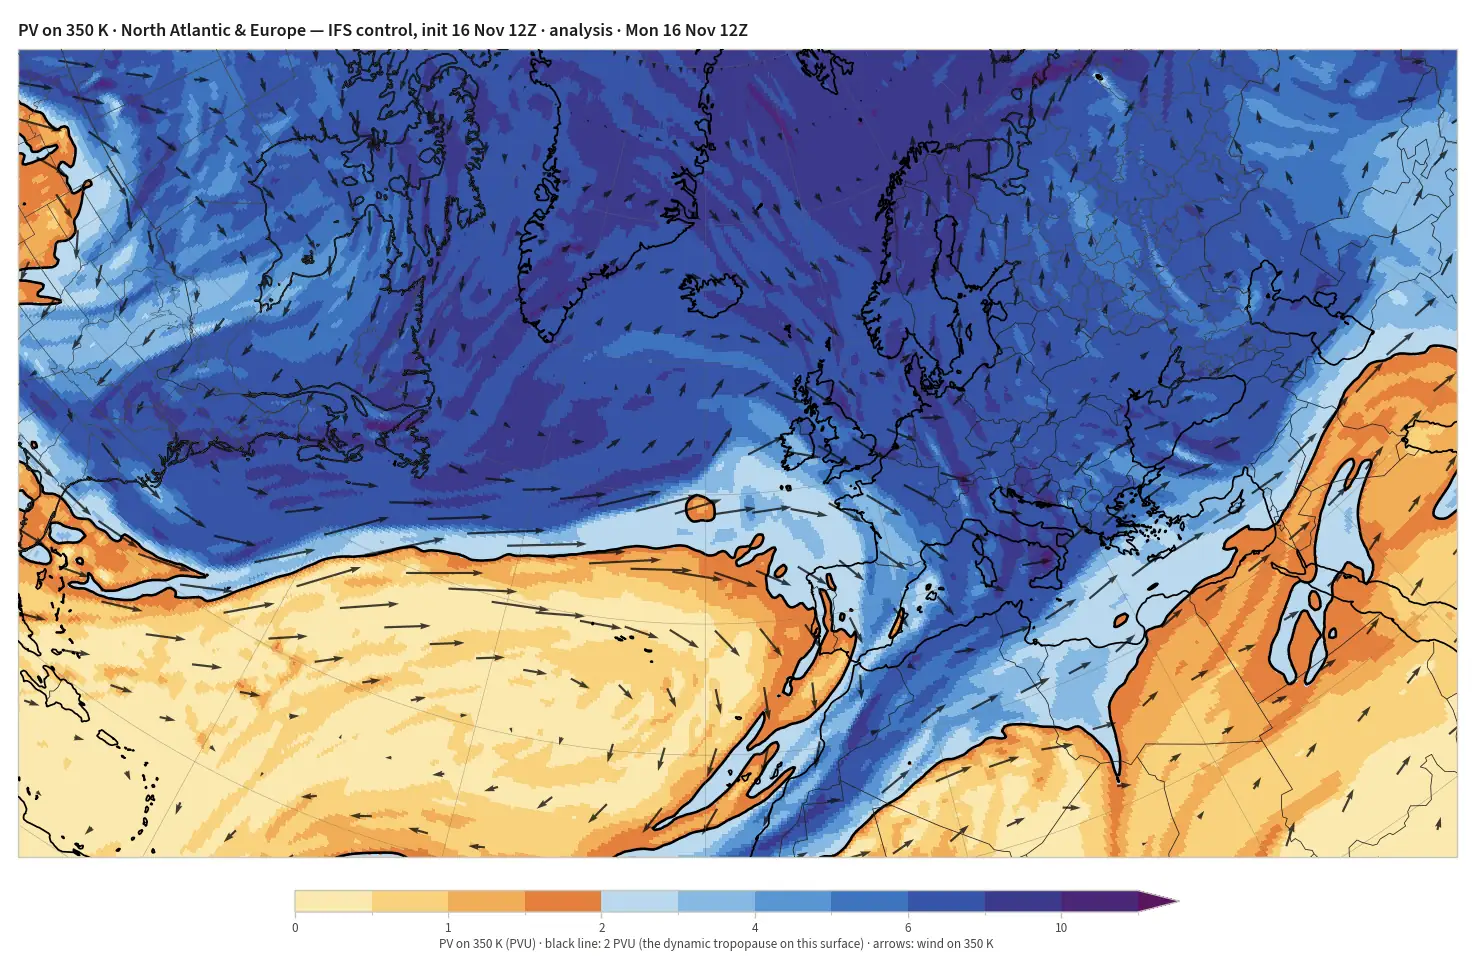 PV on 350 K · North Atlantic & Europe — IFS control, init 16 Nov 12Z · analysis · Mon 16 Nov 12Z
0 1 2 4 6 10
PV on 350 K (PVU) · black line: 2 PVU (the dynamic tropopause on this surface) · arrows: wind on 350 K